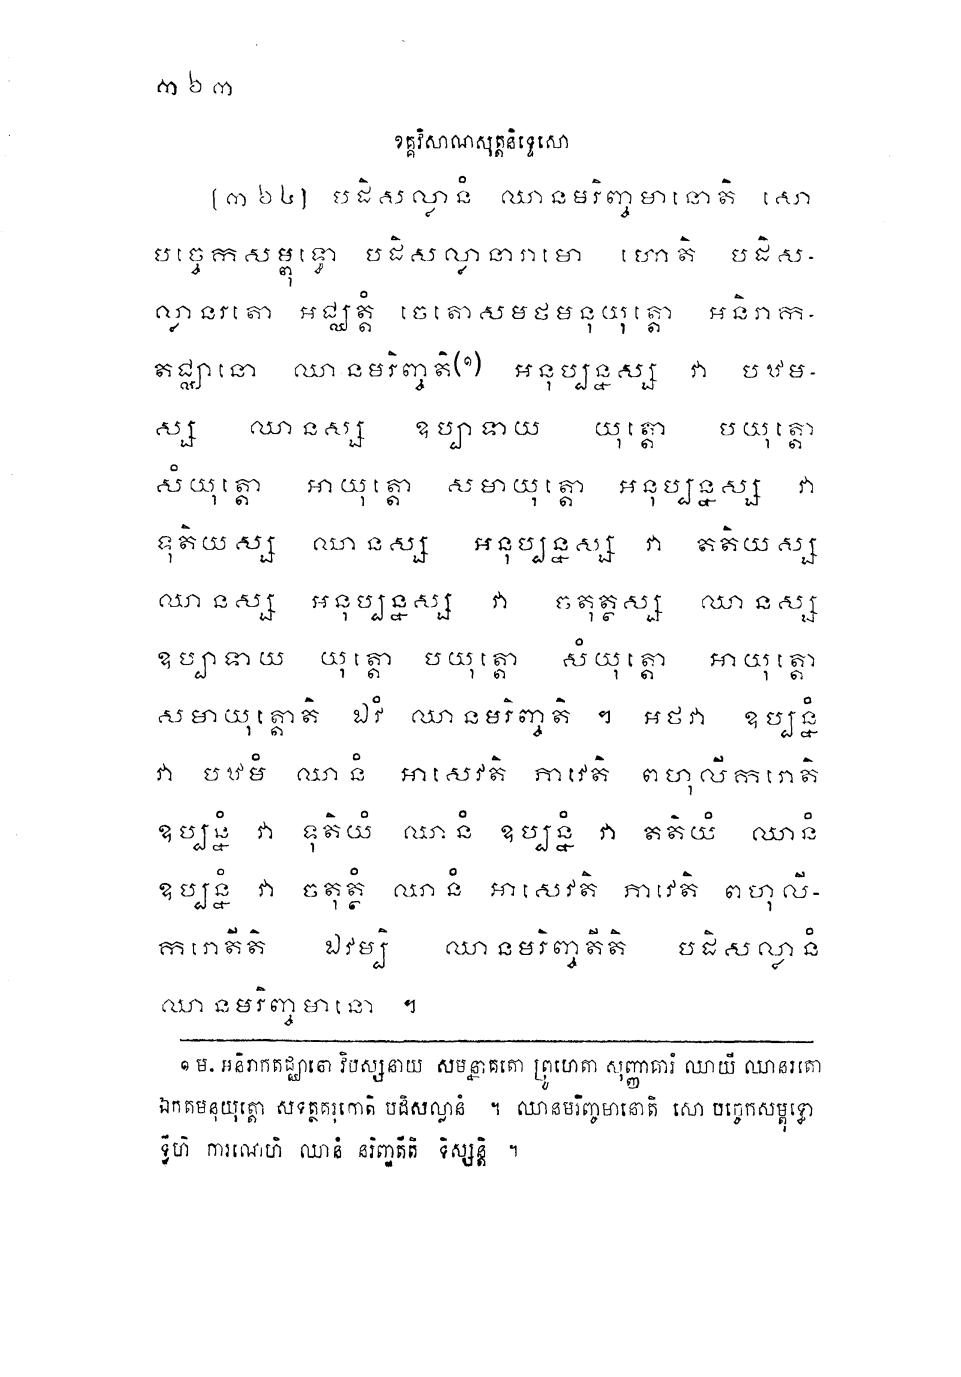 ៣៦៣
ខគ្គវិសាណសុត្តនិទ្ទេសោ
(៣៦៤) បដិសល្លានំ ឈានមរិញ្ចមានោតិ សោ
បច្ចេកសម្ពុទ្ធោ បដិសល្លានារាមោ ហោតិ បដិស-
ល្លានរតោ អជ្ឈត្តំ ចេតោសមថមនុយុត្តោ អនិរាក-
តជ្ឈានោ ឈានមរិញ្ចតិ(១) អនុប្បន្នស្ស វា បឋម-
ស្ស ឈានស្ស ឧប្បាទាយ យុត្តោ បយុត្តោ
សំយុត្តោ អាយុត្តោ សមាយុត្តោ អនុប្បន្នស្ស វា
ទុតិយស្ស ឈានស្ស អនុប្បន្នស្ស វា តតិយស្ស
ឈានស្ស អនុប្បន្នស្ស វា ចតុត្ថស្ស ឈានស្ស
ឧប្បាទាយ យុត្តោ បយុត្តោ សំយុត្តោ អាយុត្តោ
សមាយុត្តោតិ ឯវំ ឈានមរិញ្ចតិ ។ អថវា ឧប្បន្នំ
វា បឋមំ ឈានំ អាសេវតិ ភាវេតិ ពហុលីករោតិ
ឧប្បន្នំ វា ទុតិយំ ឈានំ ឧប្បន្នំ វា តតិយំ ឈានំ
ឧប្បន្នំ វា ចតុត្ថំ ឈានំ អាសេវតិ ភាវេតិ ពហុលី-
ករោតីតិ ឯវម្បិ ឈានមរិញ្ចតីតិ បដិសល្លានំ
ឈានមរិញ្ចមានោ ។
១ ម. អនិរាកតជ្ឈានោ វិបស្សនាយ សមន្នាគតោ ព្រូហេតា សុញ្ញាគារំ ឈាយី ឈានរតោ
ឯកតមនុយុត្តោ សទត្ថគរុកោតិ បដិសល្លានំ ។ ឈានមរិញ្ចមានោតិ សោ បច្ចេកសម្ពុទ្ធោ
ទ្វីហិ ការណេហិ ឈានំ នរិញ្ចតីតិ ទិស្សន្តិ ។